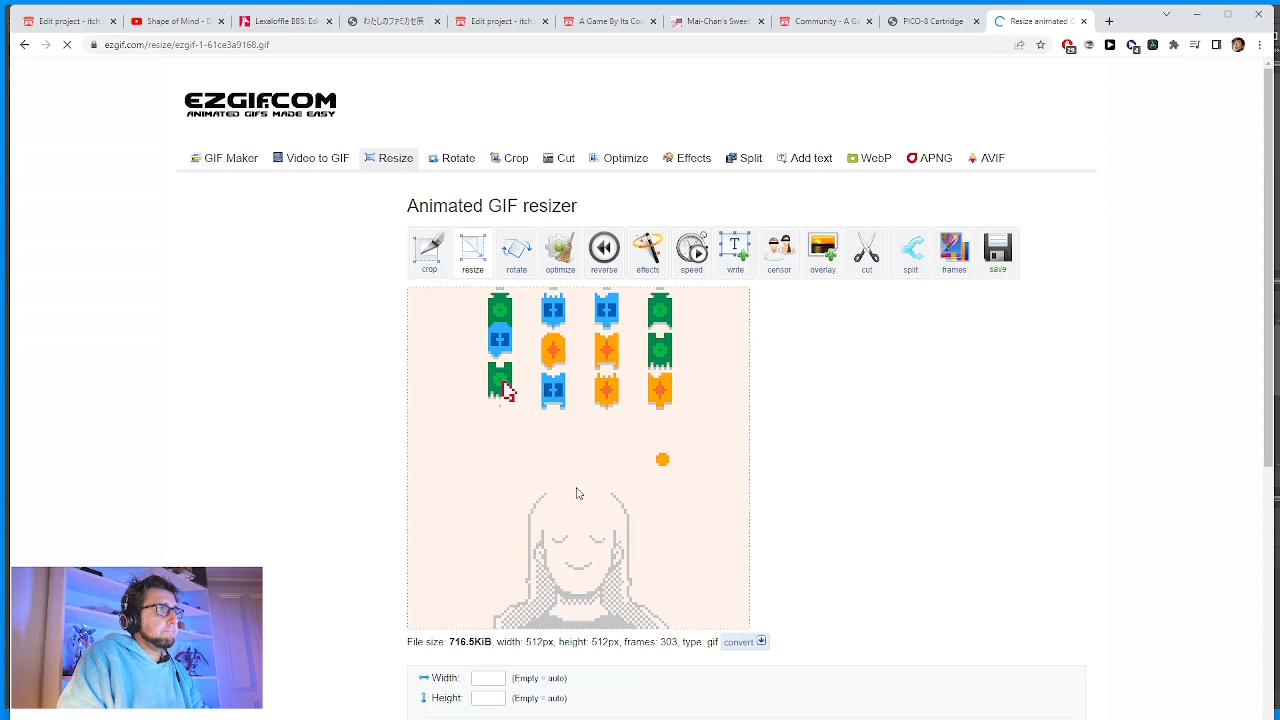 Edit project - itch
Shape of Mind - G
Lexaloffle BBS: Edi
わたしのファミカセ展
Edit project - itch
A Game By Its Cov
Mai-Chan's Sweet
Community - A Ga
PICO-8 Cartridge
Resize animated G
ezgif.com/resize/ezgif-1-61ce3a9168.gif
29
4
EZGIF.COM
ANIMATED GIFS MADE EASY
GIF Maker
Video to GIF
Resize
Rotate
Crop
Cut
Optimize
Effects
Split
Add text
WebP
APNG
AVIF
Animated GIF resizer
crop
resize
rotate
optimize
reverse
effects
speed
write
censor
overlay
cut
split
frames
save
File size: 716.5KiB, width: 512px, height: 512px, frames: 303, type: gif convert
Width: (Empty = auto)
Height: (Empty = auto)